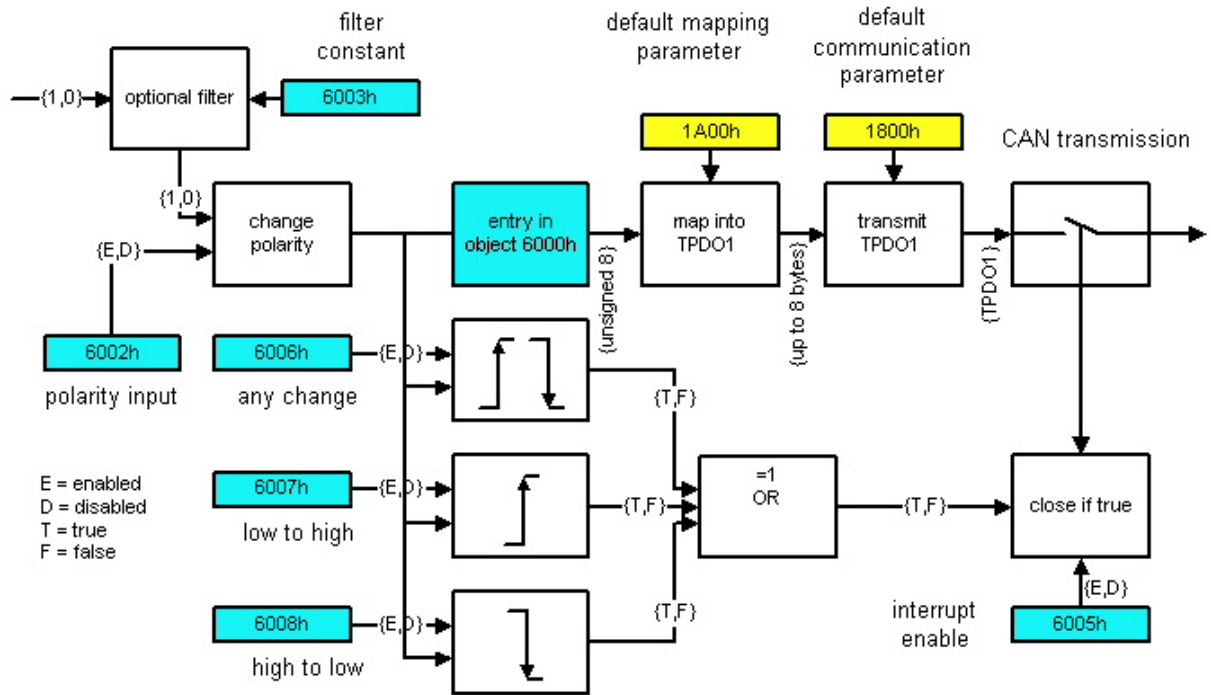 filter
constant
default mapping
parameter
default
communication
parameter
{1,0}
optional filter
6003h
1A00h
1800h
CAN transmission
{1,0}
change
polarity
entry in
object 6000h
map into
TPDO1
transmit
TPDO1
{E,D}
{unsigned 8}
{up to 8 bytes}
{TPDO1}
6002h
polarity input
6006h
{E,D}
any change
{T,F}
E = enabled
D = disabled
T = true
F = false
6007h
{E,D}
low to high
{T,F}
=1
OR
{T,F}
close if true
6008h
{E,D}
high to low
{T,F}
interrupt
enable
{E,D}
6005h